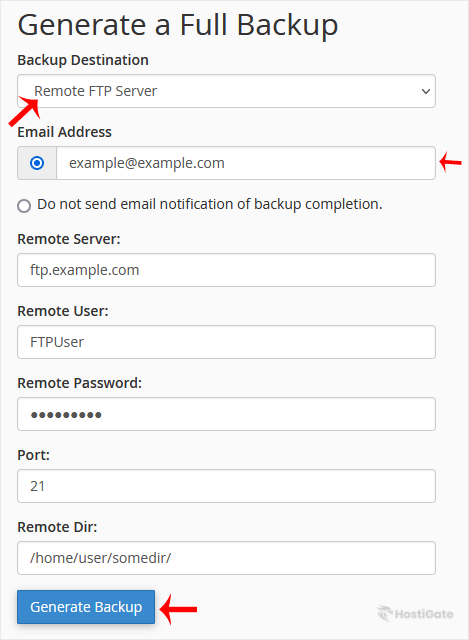 Generate a Full Backup
Backup Destination
Remote FTP Server
Email Address
example@example.com
Do not send email notification of backup completion.
Remote Server:
ftp.example.com
Remote User:
FTPUser
Remote Password:
●●●●●●●●●
Port:
21
Remote Dir:
/home/user/somedir/
Generate Backup
HostiGate